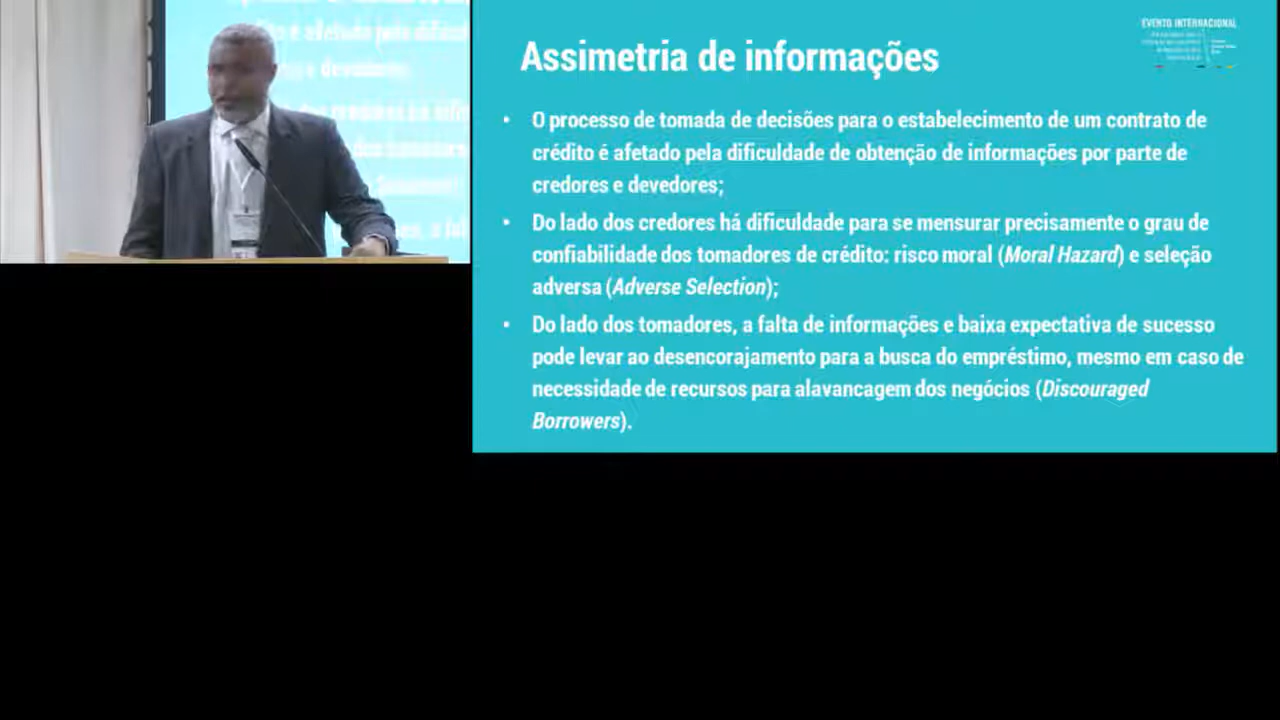 EVENTO INTERNACIONAL
Assimetria de informações
• O processo de tomada de decisões para o estabelecimento de um contrato de
crédito é afetado pela dificuldade de obtenção de informações por parte de
credores e devedores;
• Do lado dos credores há dificuldade para se mensurar precisamente o grau de
confiabilidade dos tomadores de crédito: risco moral (Moral Hazard) e seleção
adversa (Adverse Selection);
• Do lado dos tomadores, a falta de informações e baixa expectativa de sucesso
pode levar ao desencorajamento para a busca do empréstimo, mesmo em caso de
necessidade de recursos para alavancagem dos negócios (Discouraged
Borrowers).